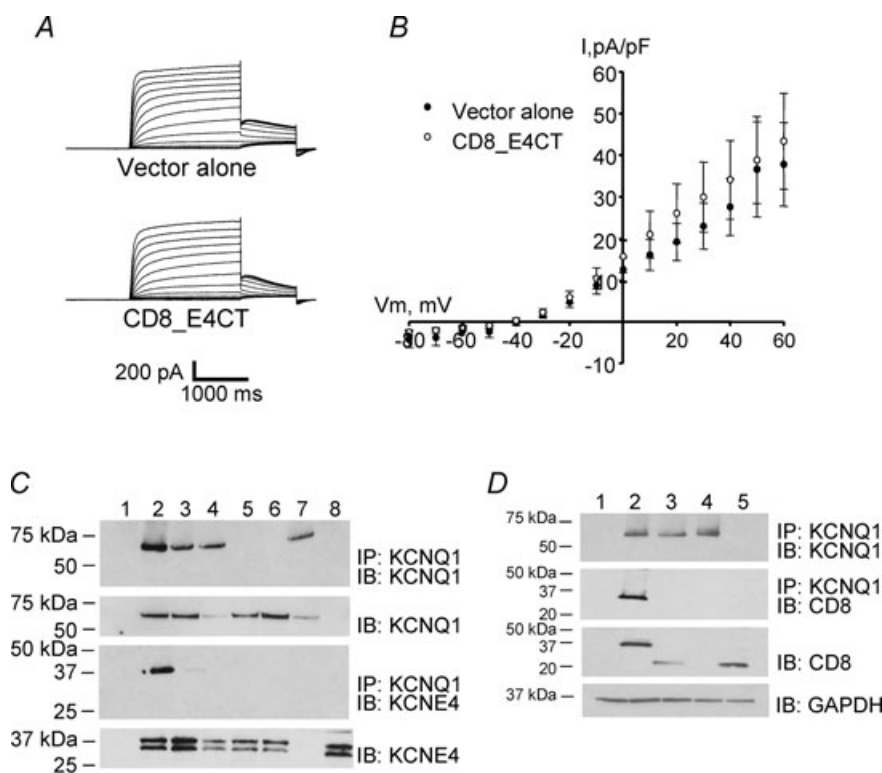 A
Vector alone
CD8_E4CT
200 pA
1000 ms
B
I,pA/pF
Vector alone
CD8_E4CT
60
50
40
30
20
10
-10
Vm, mV
-80 -60 -40 -20 20 40 60
C
1 2 3 4 5 6 7 8
75 kDa
50
IP: KCNQ1
IB: KCNQ1
75 kDa
50
IB: KCNQ1
50 kDa
37
25
IP: KCNQ1
IB: KCNE4
37 kDa
25
IB: KCNE4
D
1 2 3 4 5
75 kDa
50
IP: KCNQ1
IB: KCNQ1
50 kDa
37
20
IP: KCNQ1
IB: CD8
50 kDa
37
20
IB: CD8
37 kDa
IB: GAPDH